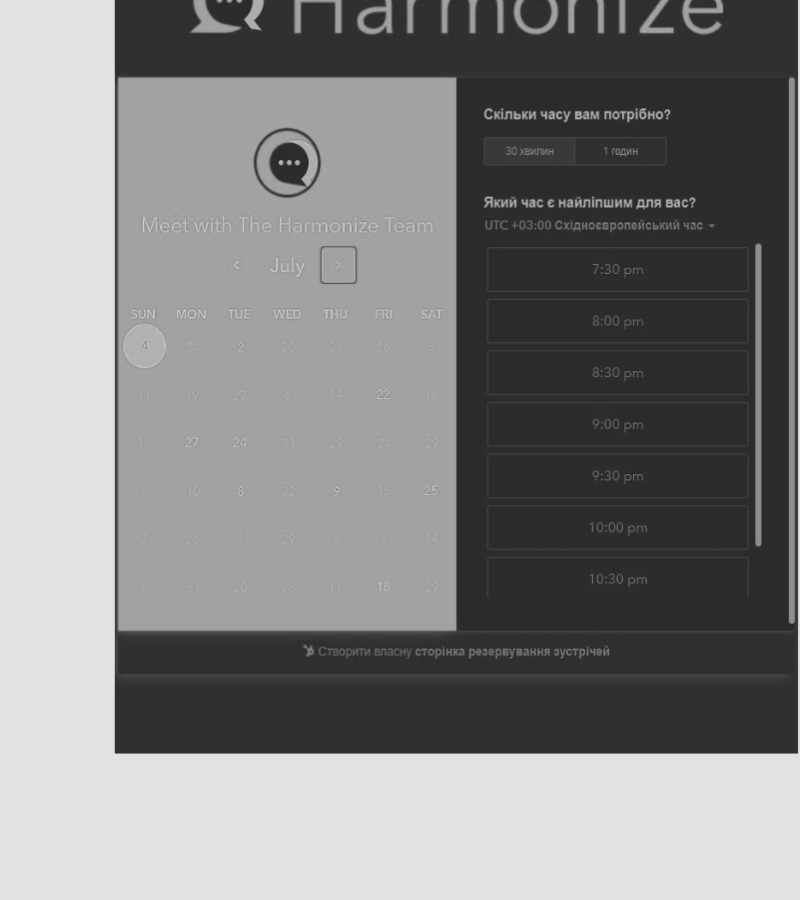 Harmonize
Meet with The Harmonize Team
July
SUN MON TUE WED THU FRI SAT
4 24 2 20 21 26 5
11 19 27 6 14 22 18
13 27 24 31 29 24 29
8 10 8 22 9 15 25
7 26 4 29 5 3 14
6 31 20 28 11 18 29
Скільки часу вам потрібно?
30 хвилин 1 годин
Який час є найліпшим для вас?
UTC +03:00 Східноєвропейський час
7:30 pm
8:00 pm
8:30 pm
9:00 pm
9:30 pm
10:00 pm
10:30 pm
Створити власну сторінка резервування зустрічей